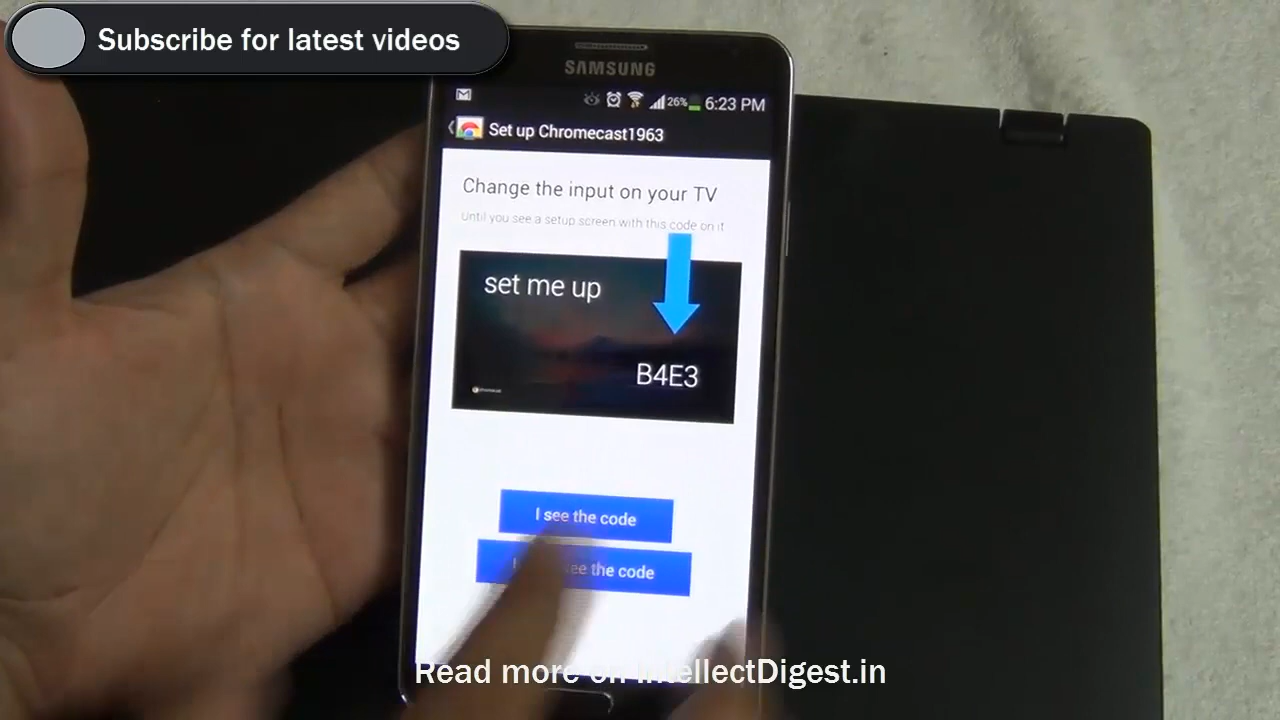 Subscribe for latest videos
SAMSUNG
26% 6:23 PM
Set up Chromecast1963
Change the input on your TV
Until you see a setup screen with this code on it
set me up
B4E3
I see the code
see the code
Read more on IntellectDigest.in